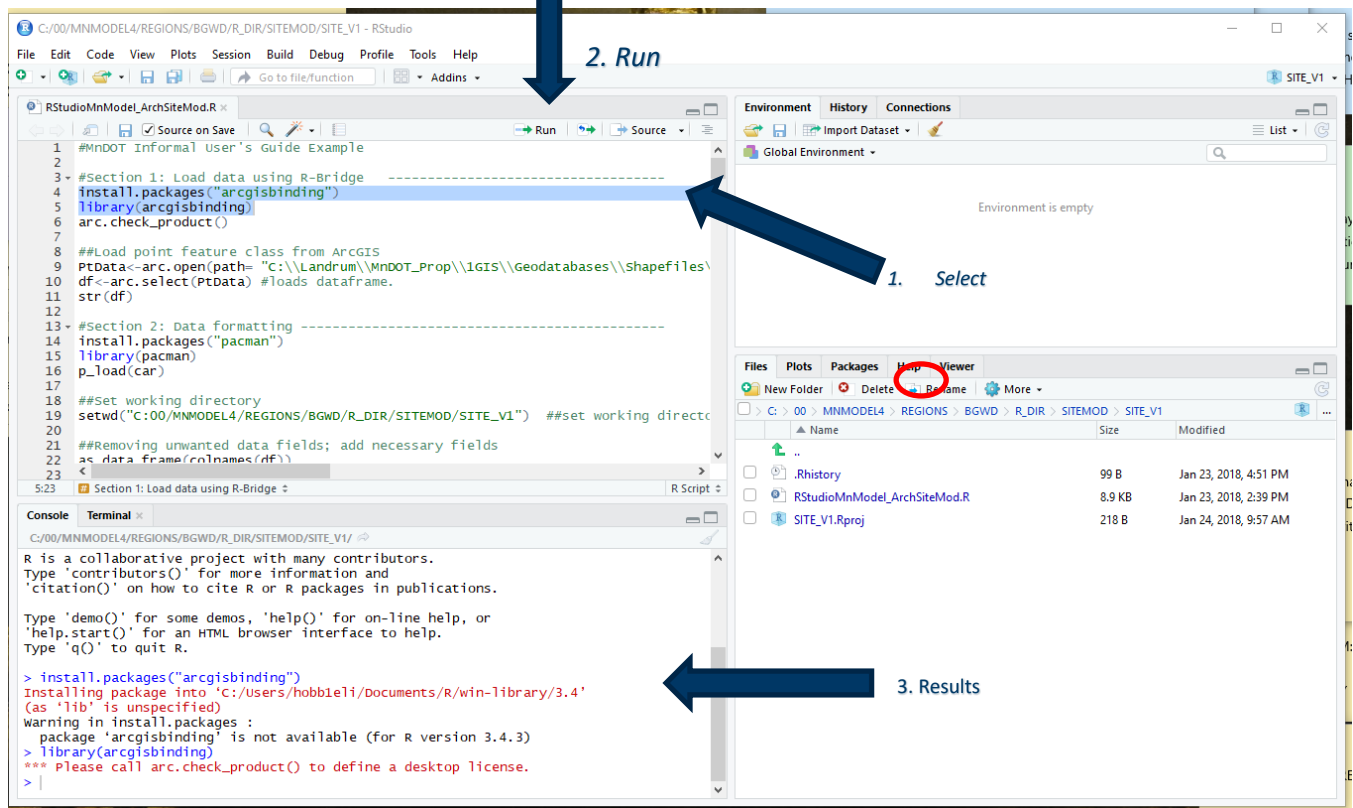 C:/00/MNMODEL4/REGIONS/BGWD/R_DIR/SITEMOD/SITE_V1 - RStudio
File Edit Code View Plots Session Build Debug Profile Tools Help
2. Run
Go to file/function
Addins
SITE_V1
RStudioMnModel_ArchSiteMod.R
Source on Save
Run
Source
1 #MnDOT Informal User's Guide Example
2
3 #Section 1: Load data using R-Bridge ------------------------------------
4 install.packages("arcgisbinding")
5 library(arcgisbinding)
6 arc.check_product()
7
8 ##Load point feature class from ArcGIS
9 PtData<-arc.open(path= "C:\\Landrum\\MnDOT_Prop\\1GIS\\Geodatabases\\Shapefiles\
10 df<-arc.select(PtData) #loads dataframe.
11 str(df)
12
13 #Section 2: Data formatting -----------------------------------------------
14 install.packages("pacman")
15 library(pacman)
16 p_load(car)
17
18 ##Set working directory
19 setwd("C:00/MNMODEL4/REGIONS/BGWD/R_DIR/SITEMOD/SITE_V1") ##set working directo
20
21 ##Removing unwanted data fields; add necessary fields
22 as data frame(colnames(df))
23
5:23 Section 1: Load data using R-Bridge R Script
Console Terminal
C:/00/MNMODEL4/REGIONS/BGWD/R_DIR/SITEMOD/SITE_V1/
R is a collaborative project with many contributors.
Type 'contributors()' for more information and
'citation()' on how to cite R or R packages in publications.
Type 'demo()' for some demos, 'help()' for on-line help, or
'help.start()' for an HTML browser interface to help.
Type 'q()' to quit R.
> install.packages("arcgisbinding")
Installing package into ‘C:/Users/hobb1eli/Documents/R/win-library/3.4’
(as ‘lib’ is unspecified)
Warning in install.packages :
package ‘arcgisbinding’ is not available (for R version 3.4.3)
> library(arcgisbinding)
*** Please call arc.check_product() to define a desktop license.
>
Environment History Connections
Import Dataset
List
Global Environment
Environment is empty
1. Select
Files Plots Packages Help Viewer
New Folder Delete Rename More
C: > 00 > MNMODEL4 > REGIONS > BGWD > R_DIR > SITEMOD > SITE_V1
...
Name Size Modified
..
.Rhistory 99 B Jan 23, 2018, 4:51 PM
RStudioMnModel_ArchSiteMod.R 8.9 KB Jan 23, 2018, 2:39 PM
SITE_V1.Rproj 218 B Jan 24, 2018, 9:57 AM
3. Results